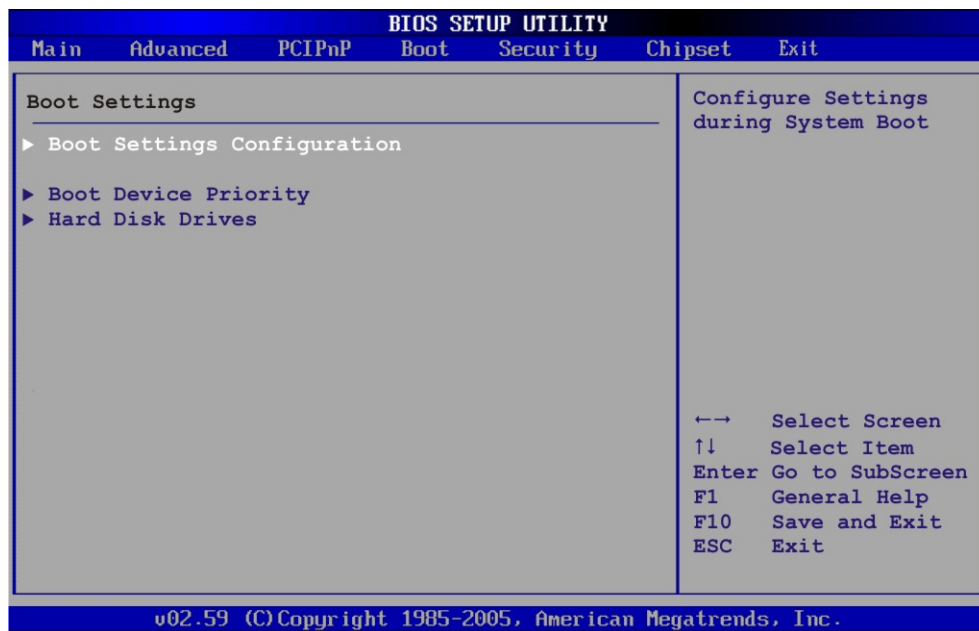 BIOS SETUP UTILITY
Main Advanced PCIPnP Boot Security Chipset Exit
Boot Settings
► Boot Settings Configuration
► Boot Device Priority
► Hard Disk Drives
Configure Settings
during System Boot
←→ Select Screen
↑↓ Select Item
Enter Go to SubScreen
F1 General Help
F10 Save and Exit
ESC Exit
v02.59 (C)Copyright 1985-2005, American Megatrends, Inc.